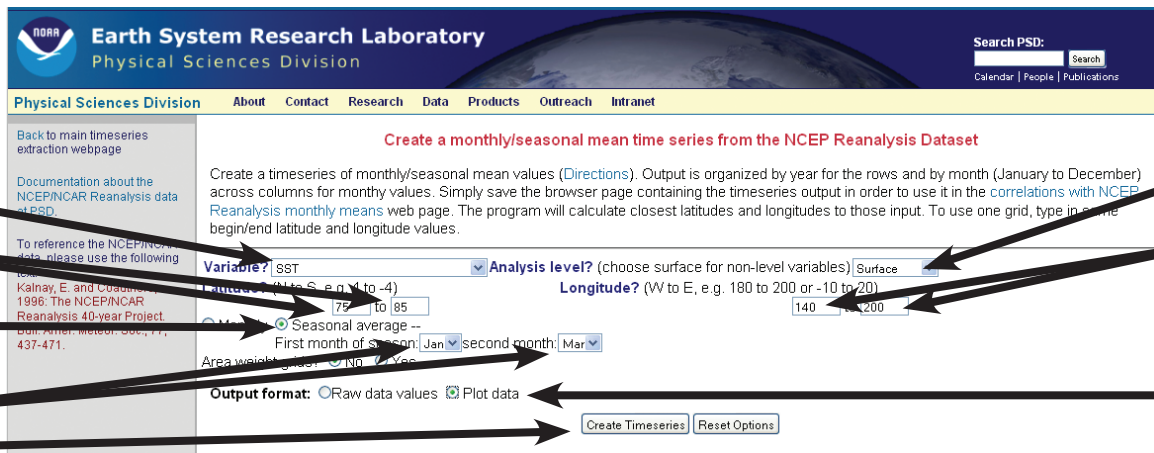 NOAA
Earth System Research Laboratory
Physical Sciences Division
Search PSD:
Search
Calendar | People | Publications
Physical Sciences Division About Contact Research Data Products Outreach Intranet
Back to main timeseries
extraction webpage
Documentation about the
NCEP/NCAR Reanalysis data
at PSD.
To reference the NCEP/NCAR
data, please use the following
Kalnay, E. and Coauthors,
1996: The NCEP/NCAR
Reanalysis 40-year Project.
Bull. Amer. Meteor. Soc., 77,
437-471.
Create a monthly/seasonal mean time series from the NCEP Reanalysis Dataset
Create a timeseries of monthly/seasonal mean values (Directions). Output is organized by year for the rows and by month (January to December)
across columns for monthy values. Simply save the browser page containing the timeseries output in order to use it in the correlations with NCEP
Reanalysis monthly means web page. The program will calculate closest latitudes and longitudes to those input. To use one grid, type in same
begin/end latitude and longitude values.
Variable? SST Analysis level? (choose surface for non-level variables) Surface
Latitude? (N to S, e.g. 4 to -4) Longitude? (W to E, e.g. 180 to 200 or -10 to 20)
75 to 85 140 to 200
Seasonal average --
First month of season: Jan second month: Mar
Area weight grids? No Yes
Output format: Raw data values Plot data
Create Timeseries Reset Options